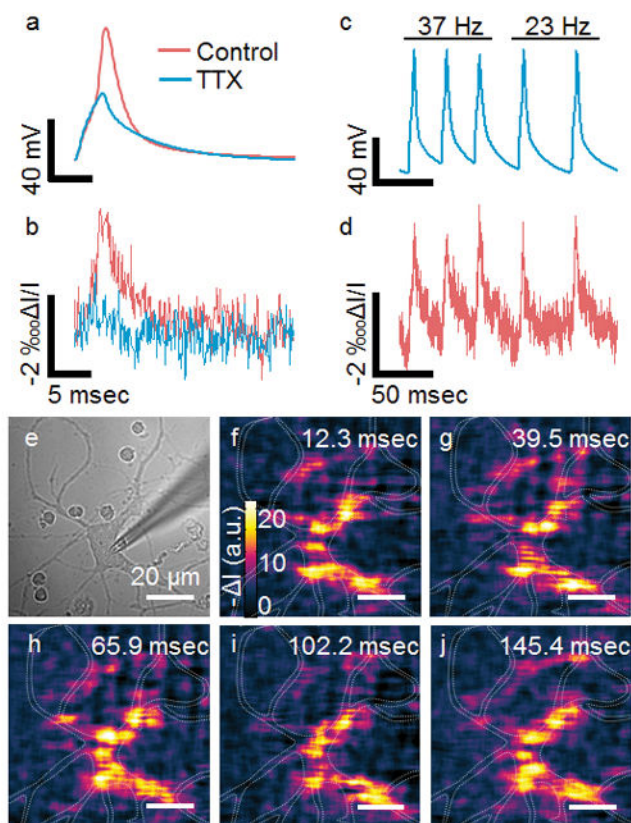 a
Control
TTX
40 mV
c
37 Hz 23 Hz
40 mV
b
-2 ‱ΔI/I
5 msec
d
-2 ‱ΔI/I
50 msec
e
20 µm
f 12.3 msec
-ΔI (a.u.)
20
10
0
g 39.5 msec
h 65.9 msec
i 102.2 msec
j 145.4 msec